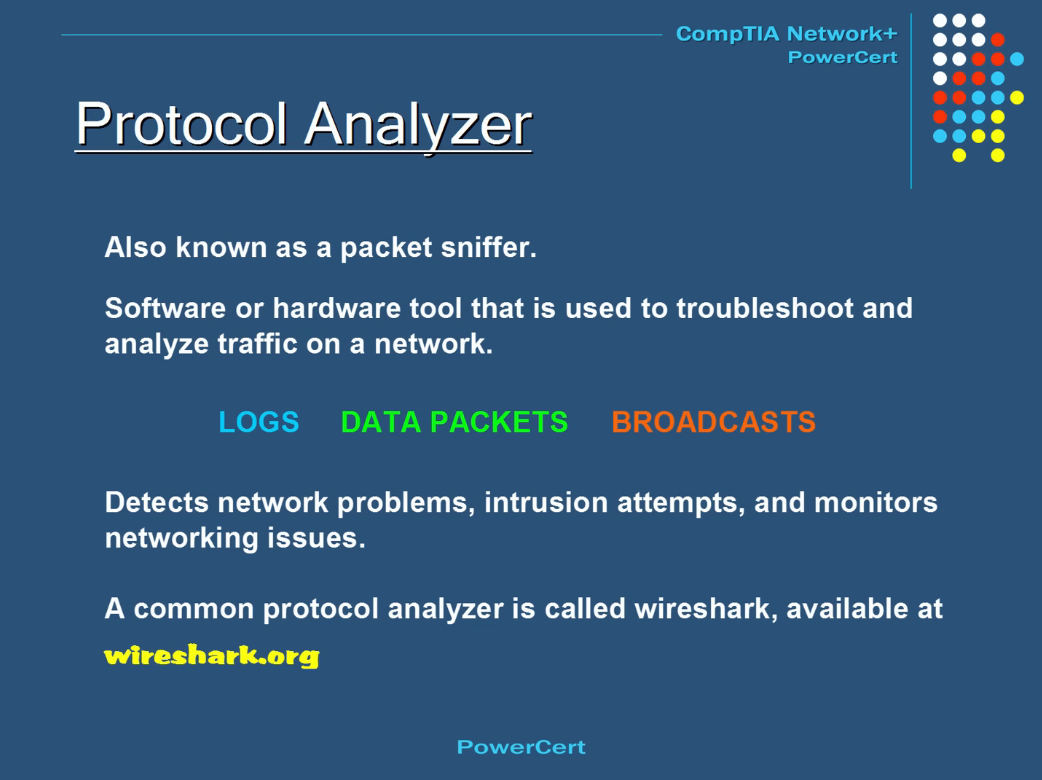 CompTIA Network+
PowerCert
Protocol Analyzer
Also known as a packet sniffer.
Software or hardware tool that is used to troubleshoot and
analyze traffic on a network.
LOGS DATA PACKETS BROADCASTS
Detects network problems, intrusion attempts, and monitors
networking issues.
A common protocol analyzer is called wireshark, available at
wireshark.org
PowerCert